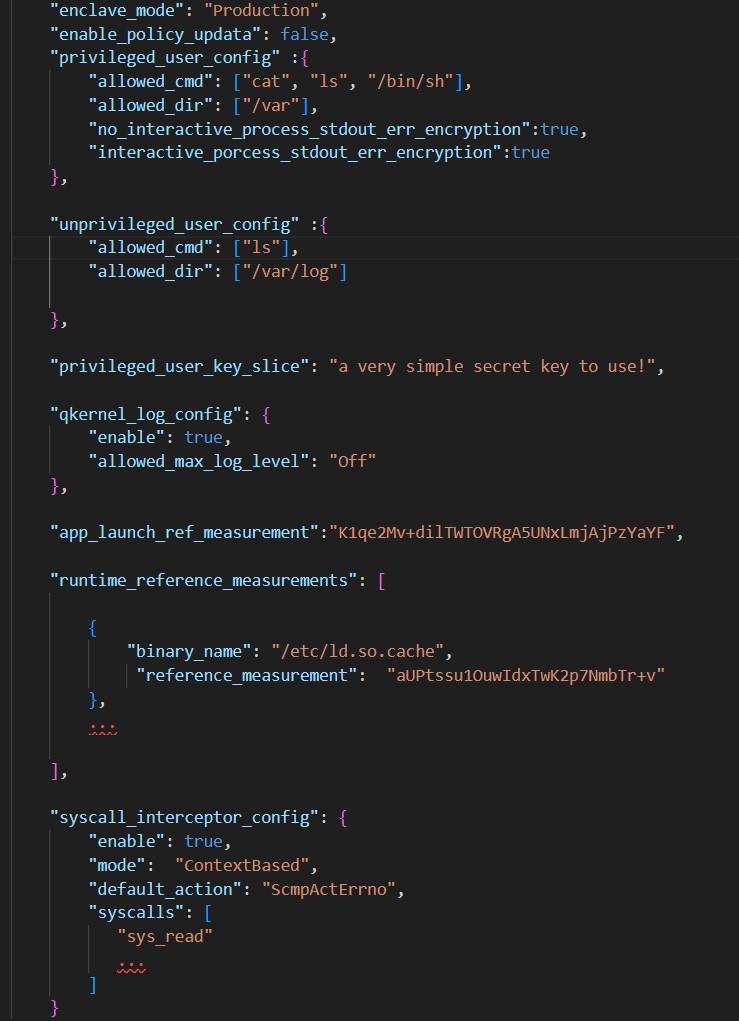 "enclave_mode": "Production",
"enable_policy_updata": false,
"privileged_user_config" :{
"allowed_cmd": ["cat", "ls", "/bin/sh"],
"allowed_dir": ["/var"],
"no_interactive_process_stdout_err_encryption":true,
"interactive_porcess_stdout_err_encryption":true
},
"unprivileged_user_config" :{
"allowed_cmd": ["ls"],
"allowed_dir": ["/var/log"]
},
"privileged_user_key_slice": "a very simple secret key to use!",
"qkernel_log_config": {
"enable": true,
"allowed_max_log_level": "Off"
},
"app_launch_ref_measurement":"K1qe2Mv+dilTWTOVRgA5UNxLmjAjPzYaYF",
"runtime_reference_measurements": [
{
"binary_name": "/etc/ld.so.cache",
"reference_measurement":  "aUPtssu1OuwIdxTwK2p7NmbTr+v"
},
...
],
"syscall_interceptor_config": {
"enable": true,
"mode":  "ContextBased",
"default_action": "ScmpActErrno",
"syscalls": [
"sys_read"
...
]
}